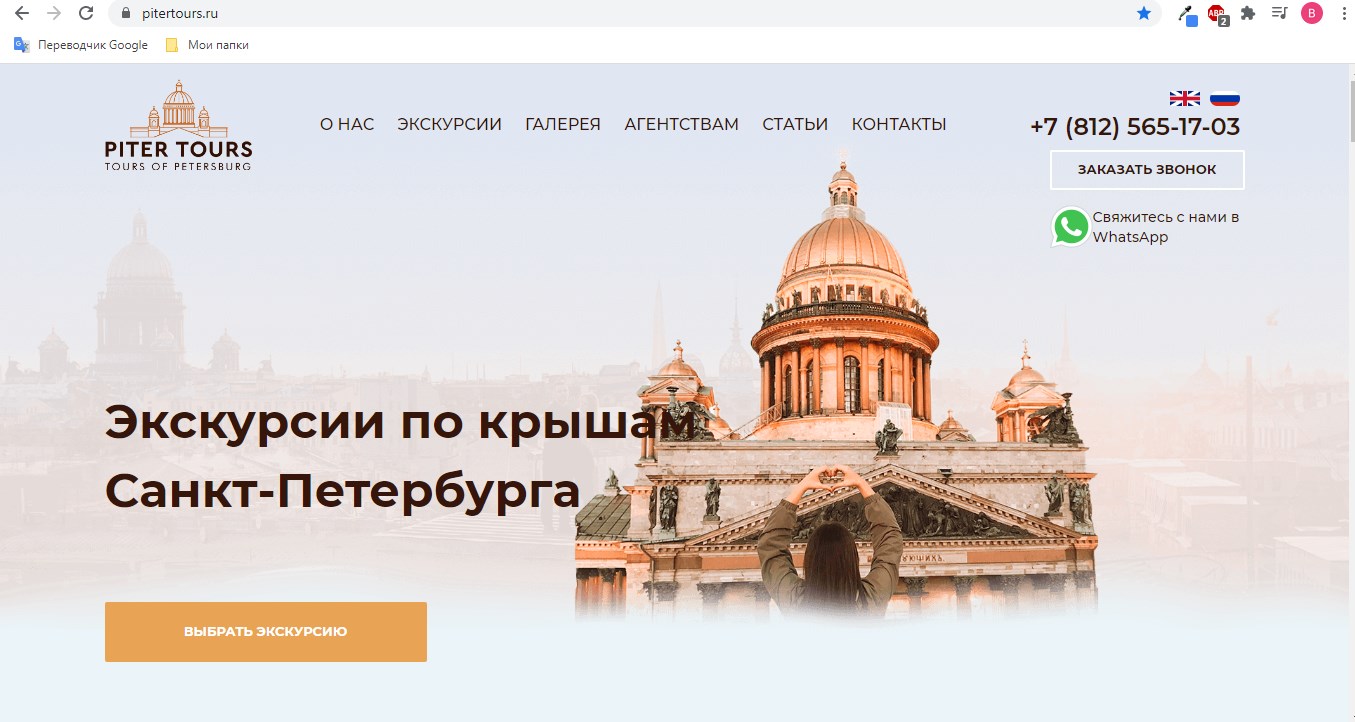 pitertours.ru
ABP
2
B
Переводчик Google
Мои папки
PITER TOURS
TOURS OF PETERSBURG
О НАС ЭКСКУРСИИ ГАЛЕРЕЯ АГЕНТСТВАМ СТАТЬИ КОНТАКТЫ
+7 (812) 565-17-03
ЗАКАЗАТЬ ЗВОНОК
Свяжитесь с нами в
WhatsApp
Экскурсии по крышам
Санкт-Петербурга
ВЫБРАТЬ ЭКСКУРСИЮ